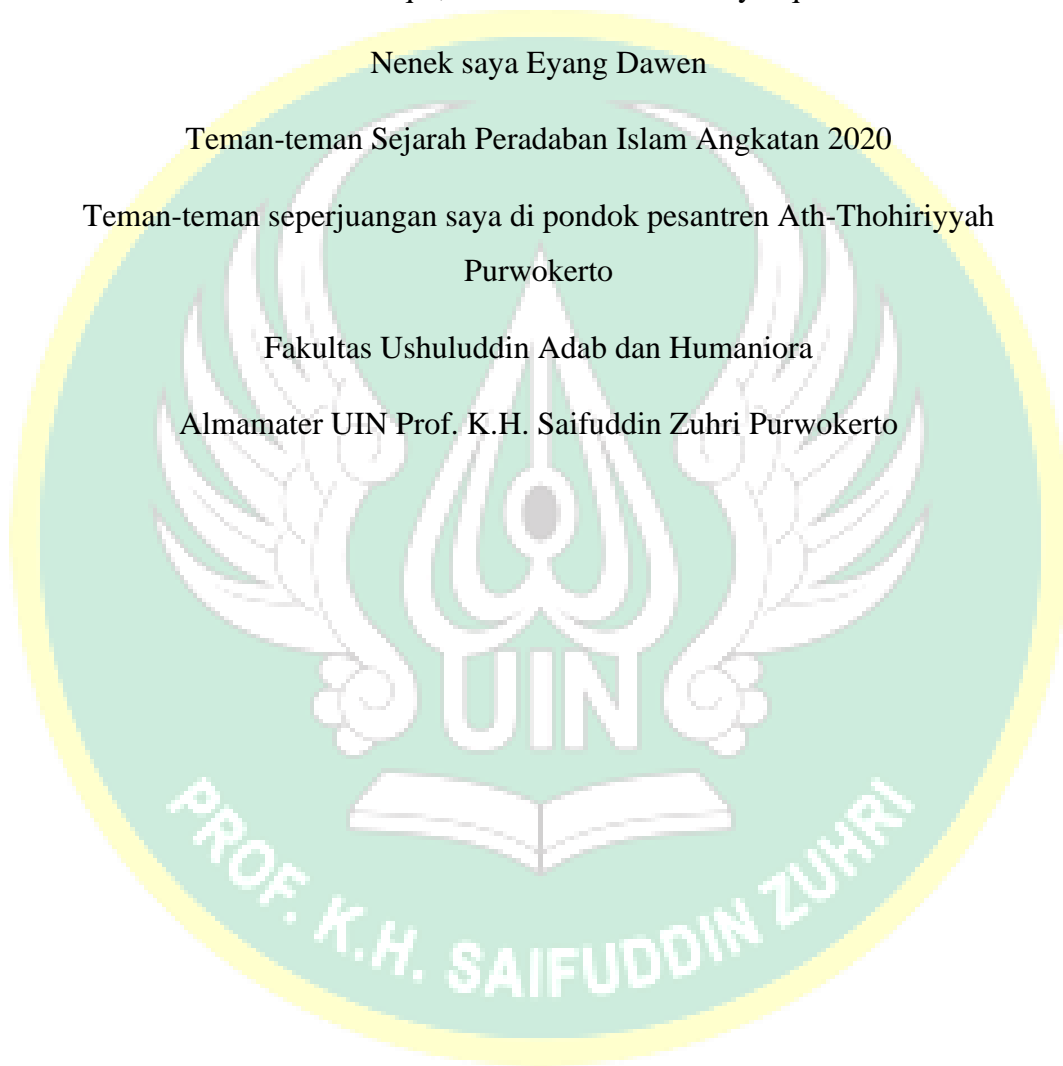 Nenek saya Eyang Dawen
Teman-teman Sejarah Peradaban Islam Angkatan 2020
Teman-teman seperjuangan saya di pondok pesantren Ath-Thohiriyyah
Purwokerto
Fakultas Ushuluddin Adab dan Humaniora
Almamater UIN Prof. K.H. Saifuddin Zuhri Purwokerto
UIN
PROF. K.H. SAIFUDDIN ZUHRI